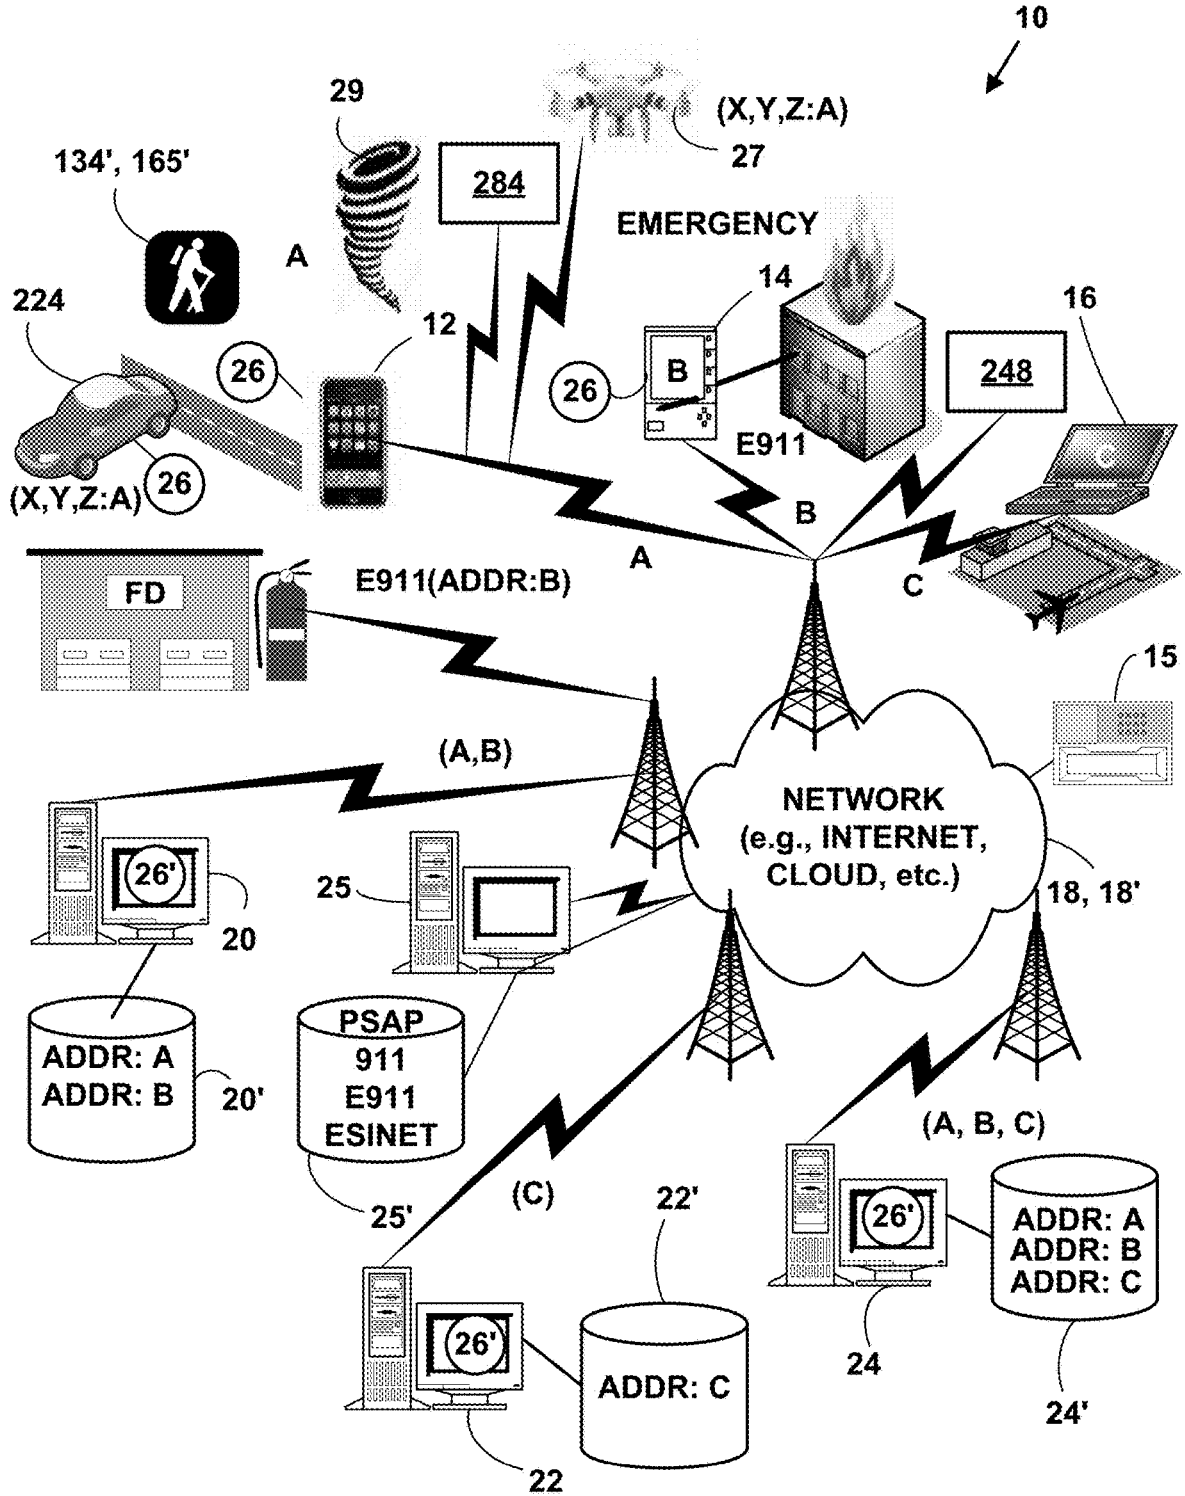 10
29
(X,Y,Z:A)
27
134', 165'
284
EMERGENCY
A
14
224
12
16
26
26
B
248
E911
C
26
(X,Y,Z:A)
B
A
C
FD
E911(ADDR:B)
15
(A,B)
NETWORK
(e.g., INTERNET,
CLOUD, etc.)
26'
25
18, 18'
20
PSAP
911
E911
ESINET
ADDR: A
ADDR: B
20'
(A, B, C)
25'
(C)
22'
26'
ADDR: A
ADDR: B
ADDR: C
26'
24
ADDR: C
24'
22